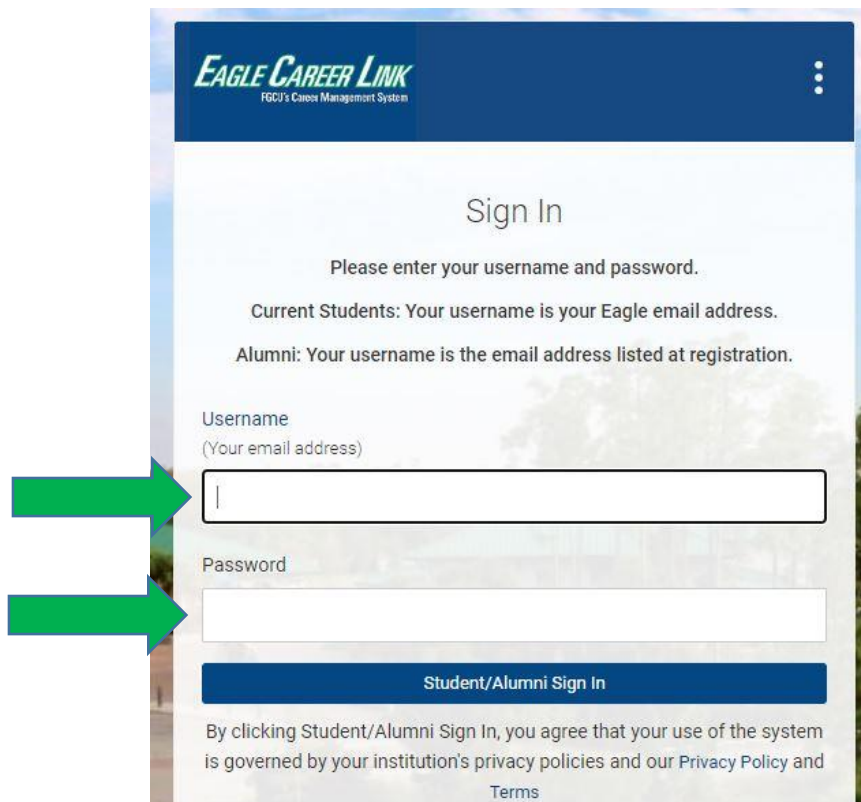 EAGLE CAREER LINK
FGCU's Career Management System
Sign In
Please enter your username and password.
Current Students: Your username is your Eagle email address.
Alumni: Your username is the email address listed at registration.
Username
(Your email address)
Password
Student/Alumni Sign In
By clicking Student/Alumni Sign In, you agree that your use of the system
is governed by your institution's privacy policies and our Privacy Policy and
Terms